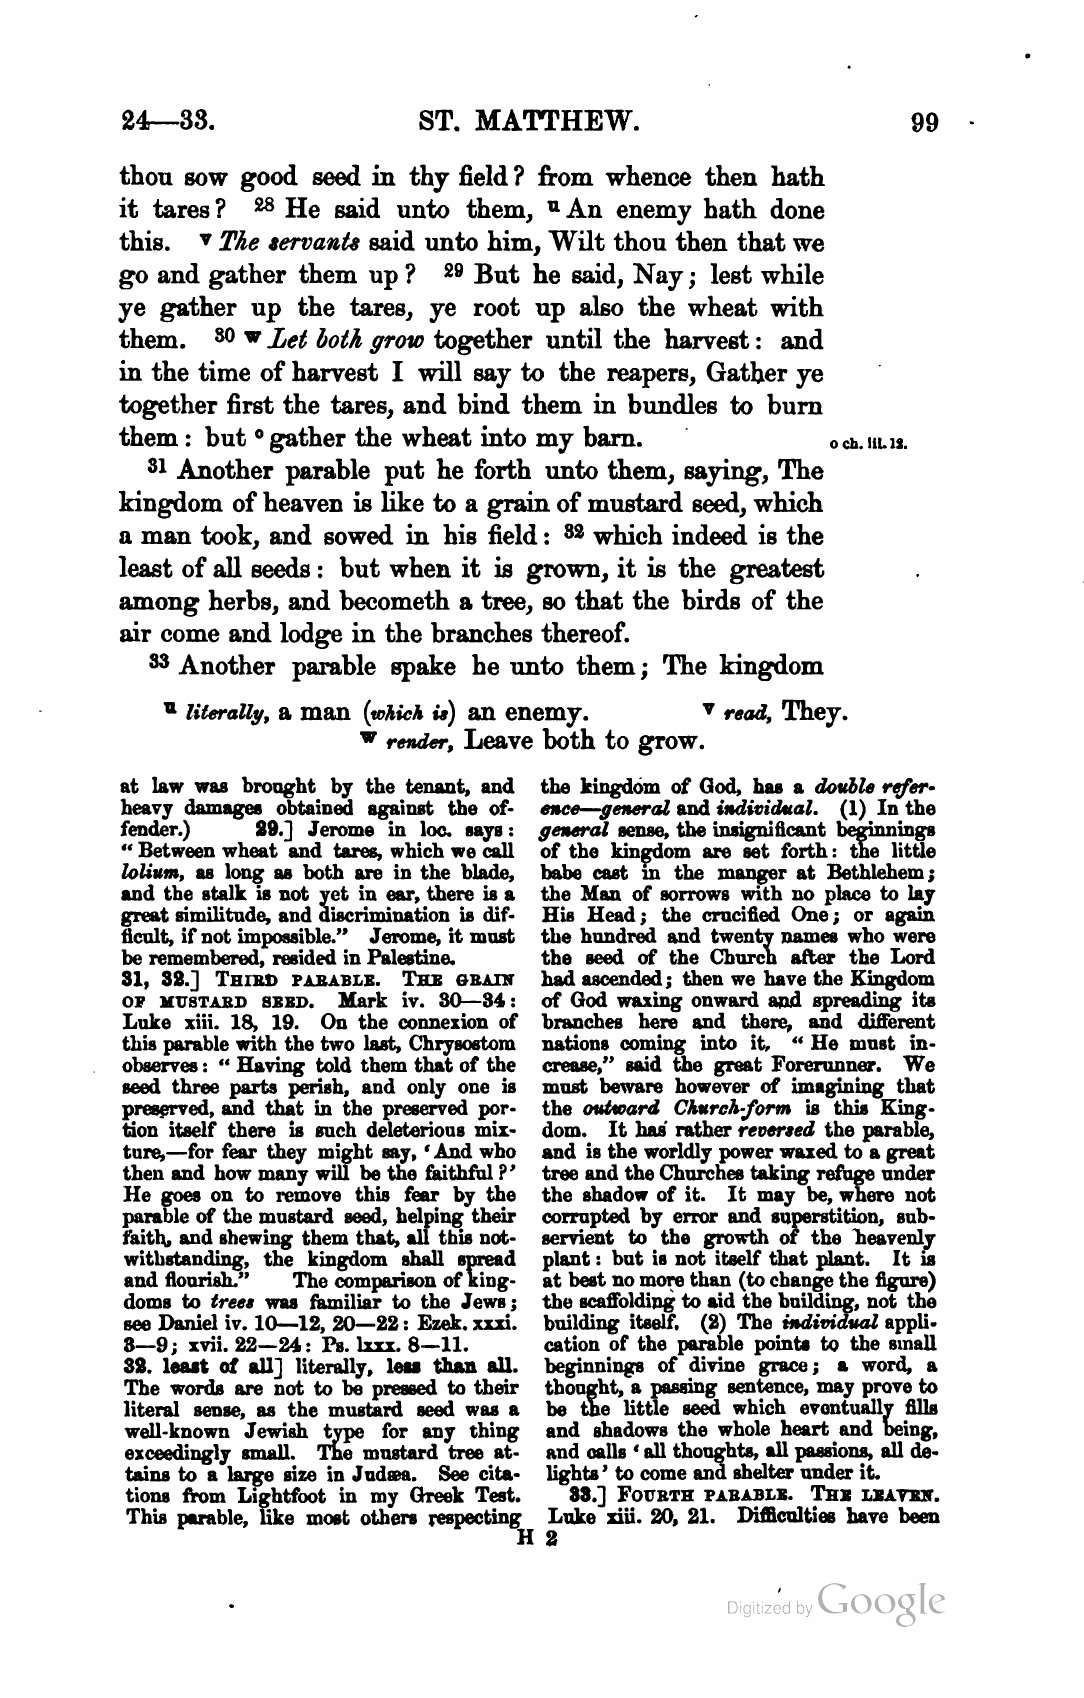 24—33. ST. MATTHEW. 99
thou sow good seed in thy field? from whence then hath
it tares? 28 He said unto them, u An enemy hath done
this. v The servants said unto him, Wilt thou then that we
go and gather them up? 29 But he said, Nay; lest while
ye gather up the tares, ye root up also the wheat with
them. 30 w Let both grow together until the harvest: and
in the time of harvest I will say to the reapers, Gather ye
together first the tares, and bind them in bundles to burn
them: but o gather the wheat into my barn. o ch. iii. 12.
31 Another parable put he forth unto them, saying, The
kingdom of heaven is like to a grain of mustard seed, which
a man took, and sowed in his field: 32 which indeed is the
least of all seeds: but when it is grown, it is the greatest
among herbs, and becometh a tree, so that the birds of the
air come and lodge in the branches thereof.
33 Another parable spake he unto them; The kingdom
u literally, a man (which is) an enemy. v read, They.
w render, Leave both to grow.
at law was brought by the tenant, and
heavy damages obtained against the of-
fender.) 29.] Jerome in loc. says:
"Between wheat and tares, which we call
lolium, as long as both are in the blade,
and the stalk is not yet in ear, there is a
great similitude, and discrimination is dif-
ficult, if not impossible." Jerome, it must
be remembered, resided in Palestine.
31, 32.] THIRD PARABLE. THE GRAIN
OF MUSTARD SEED. Mark iv. 30—34:
Luke xiii. 18, 19. On the connexion of
this parable with the two last, Chrysostom
observes: "Having told them that of the
seed three parts perish, and only one is
preserved, and that in the preserved por-
tion itself there is such deleterious mix-
ture,—for fear they might say, 'And who
then and how many will be the faithful?'
He goes on to remove this fear by the
parable of the mustard seed, helping their
faith, and shewing them that, all this not-
withstanding, the kingdom shall spread
and flourish." The comparison of king-
doms to trees was familiar to the Jews;
see Daniel iv. 10—12, 20—22: Ezek. xxxi.
3—9; xvii. 22—24: Ps. lxxx. 8—11.
32. least of all] literally, less than all.
The words are not to be pressed to their
literal sense, as the mustard seed was a
well-known Jewish type for any thing
exceedingly small. The mustard tree at-
tains to a large size in Judæa. See cita-
tions from Lightfoot in my Greek Test.
This parable, like most others respecting
the kingdom of God, has a double refer-
ence—general and individual. (1) In the
general sense, the insignificant beginnings
of the kingdom are set forth: the little
babe cast in the manger at Bethlehem;
the Man of sorrows with no place to lay
His Head; the crucified One; or again
the hundred and twenty names who were
the seed of the Church after the Lord
had ascended; then we have the Kingdom
of God waxing onward and spreading its
branches here and there, and different
nations coming into it. "He must in-
crease," said the great Forerunner. We
must beware however of imagining that
the outward Church-form is this King-
dom. It has rather reversed the parable,
and is the worldly power waxed to a great
tree and the Churches taking refuge under
the shadow of it. It may be, where not
corrupted by error and superstition, sub-
servient to the growth of the heavenly
plant: but is not itself that plant. It is
at best no more than (to change the figure)
the scaffolding to aid the building, not the
building itself. (2) The individual appli-
cation of the parable points to the small
beginnings of divine grace; a word, a
thought, a passing sentence, may prove to
be the little seed which eventually fills
and shadows the whole heart and being,
and calls 'all thoughts, all passions, all de-
lights' to come and shelter under it.
33.] FOURTH PARABLE. THE LEAVEN.
Luke xiii. 20, 21. Difficulties have been
H 2
Digitized by Google